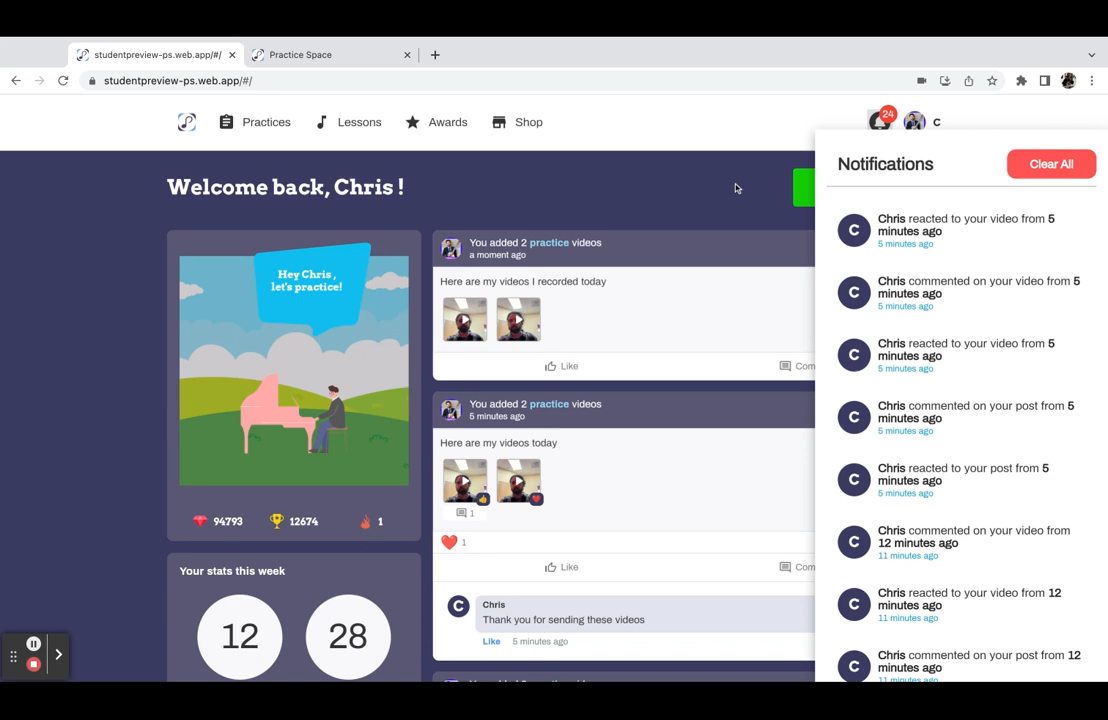 studentpreview-ps.web.app/#/
Practice Space
studentpreview-ps.web.app/#/
Practices
Lessons
Awards
Shop
24
C
Welcome back, Chris !
Hey Chris ,
let's practice!
94793
12674
1
Your stats this week
12
28
You added 2 practice videos
a moment ago
Here are my videos I recorded today
Like
Com
You added 2 practice videos
5 minutes ago
Here are my videos today
1
1
Like
Com
C
Chris
Thank you for sending these videos
Like
5 minutes ago
Notifications
Clear All
C
Chris reacted to your video from 5
minutes ago
5 minutes ago
C
Chris commented on your video from 5
minutes ago
5 minutes ago
C
Chris reacted to your video from 5
minutes ago
5 minutes ago
C
Chris commented on your post from 5
minutes ago
5 minutes ago
C
Chris reacted to your post from 5
minutes ago
5 minutes ago
C
Chris commented on your video from
12 minutes ago
11 minutes ago
C
Chris reacted to your video from 12
minutes ago
11 minutes ago
C
Chris commented on your post from 12
minutes ago
11 minutes ago